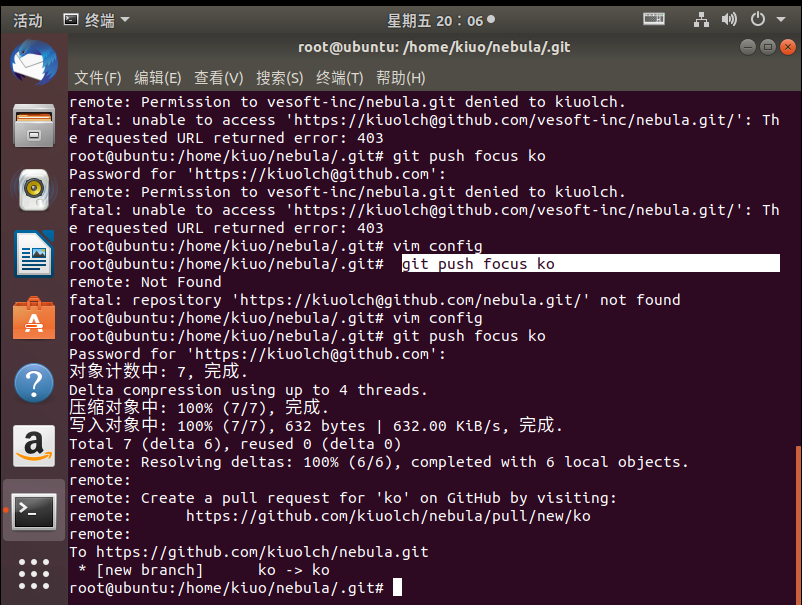 活动 终端 星期五 20：06
root@ubuntu: /home/kiuo/nebula/.git
文件(F) 编辑(E) 查看(V) 搜索(S) 终端(T) 帮助(H)
remote: Permission to vesoft-inc/nebula.git denied to kiuolch.
fatal: unable to access 'https://kiuolch@github.com/vesoft-inc/nebula.git/': Th
e requested URL returned error: 403
root@ubuntu:/home/kiuo/nebula/.git# git push focus ko
Password for 'https://kiuolch@github.com':
remote: Permission to vesoft-inc/nebula.git denied to kiuolch.
fatal: unable to access 'https://kiuolch@github.com/vesoft-inc/nebula.git/': Th
e requested URL returned error: 403
root@ubuntu:/home/kiuo/nebula/.git# vim config
root@ubuntu:/home/kiuo/nebula/.git#  git push focus ko
remote: Not Found
fatal: repository 'https://kiuolch@github.com/nebula.git/' not found
root@ubuntu:/home/kiuo/nebula/.git# vim config
root@ubuntu:/home/kiuo/nebula/.git# git push focus ko
Password for 'https://kiuolch@github.com':
对象计数中: 7, 完成.
Delta compression using up to 4 threads.
压缩对象中: 100% (7/7), 完成.
写入对象中: 100% (7/7), 632 bytes | 632.00 KiB/s, 完成.
Total 7 (delta 6), reused 0 (delta 0)
remote: Resolving deltas: 100% (6/6), completed with 6 local objects.
remote:
remote: Create a pull request for 'ko' on GitHub by visiting:
remote:      https://github.com/kiuolch/nebula/pull/new/ko
remote:
To https://github.com/kiuolch/nebula.git
 * [new branch]      ko -> ko
root@ubuntu:/home/kiuo/nebula/.git#